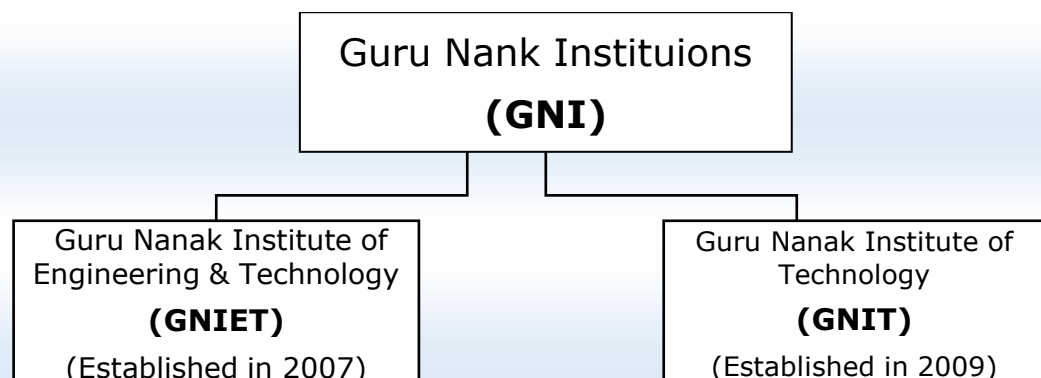 Guru Nank Instituions
(GNI)
Guru Nanak Institute of
Engineering & Technology
(GNIET)
(Established in 2007)
Guru Nanak Institute of
Technology
(GNIT)
(Established in 2009)